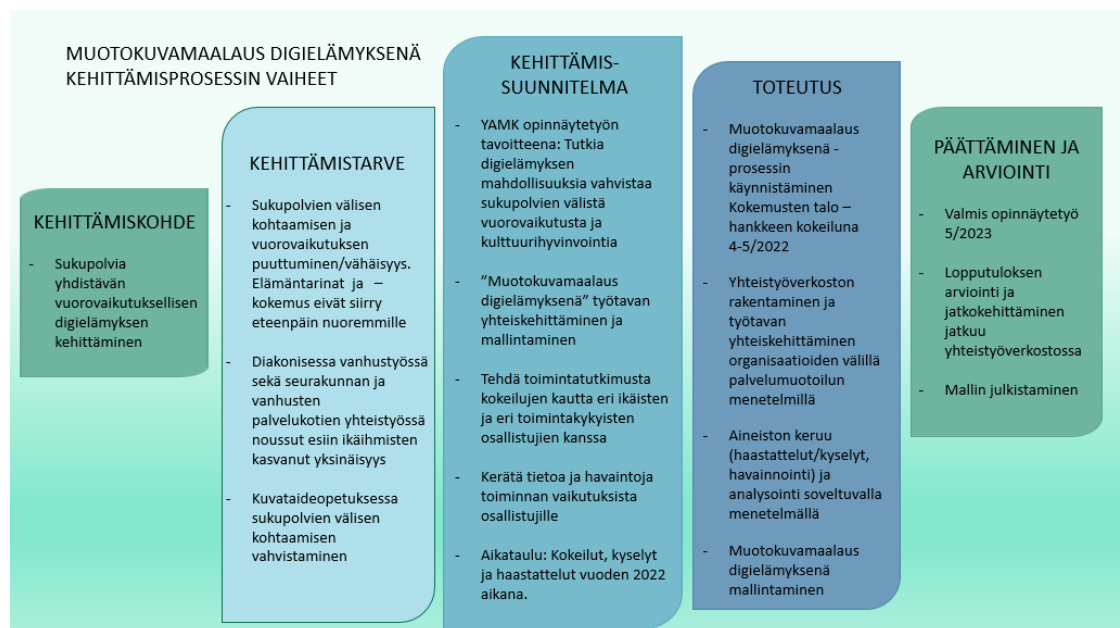 MUOTOKUVAMAALAUS DIGIELÄMYKSENÄ
KEHITTÄMISPROSESSIN VAIHEET
KEHITTÄMISKOHDE
- Sukupolvia
yhdistävän
vuorovaikutuksellisen
digielämyksen
kehittäminen
KEHITTÄMISTARVE
- Sukupolvien välisen
kohtaamisen ja
vuorovaikutuksen
puuttuminen/vähäisyys.
Elämäntarinat ja –
kokemus eivät siirry
eteenpäin nuoremmille
- Diakonisessa vanhustyössä
sekä seurakunnan ja
vanhusten
palvelukotien yhteistyössä
noussut esiin ikäihmisten
kasvanut yksinäisyys
- Kuvataideopetuksessa
sukupolvien välisen
kohtaamisen
vahvistaminen
KEHITTÄMIS-
SUUNNITELMA
- YAMK opinnäytetyön
tavoitteena: Tutkia
digielämyksen
mahdollisuuksia vahvistaa
sukupolvien välistä
vuorovaikutusta ja
kulttuurihyvinvointia
- ”Muotokuvamaalaus
digielämyksenä” työtavan
yhteiskehittäminen ja
mallintaminen
- Tehdä toimintatutkimusta
kokeilujen kautta eri ikäisten
ja eri toimintakykyisten
osallistujien kanssa
- Kerätä tietoa ja havaintoja
toiminnan vaikutuksista
osallistujille
- Aikataulu: Kokeilut, kyselyt
ja haastattelut vuoden 2022
aikana.
TOTEUTUS
- Muotokuvamaalaus
digielämyksenä -
prosessin
käynnistäminen
Kokemusten talo –
hankkeen kokeiluna
4-5/2022
- Yhteistyöverkoston
rakentaminen ja
työtavan
yhteiskehittäminen
organisaatioiden välillä
palvelumuotoilun
menetelmillä
- Aineiston keruu
(haastattelut/kyselyt,
havainnointi) ja
analysointi soveltuvalla
menetelmällä
- Muotokuvamaalaus
digielämyksenä
mallintaminen
PÄÄTTÄMINEN JA
ARVIOINTI
- Valmis opinnäytetyö
5/2023
- Lopputuloksen
arviointi ja
jatkokehittäminen
jatkuu
yhteistyöverkostossa
- Mallin julkistaminen